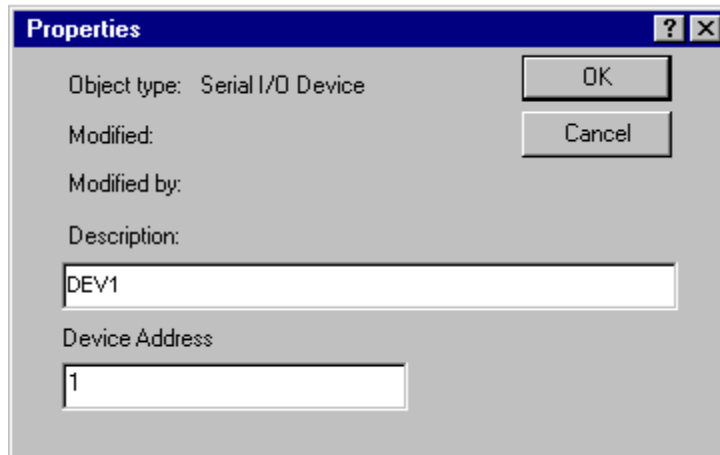 Properties
Object type: Serial I/O Device
OK
Modified:
Cancel
Modified by:
Description:
DEV1
Device Address
1